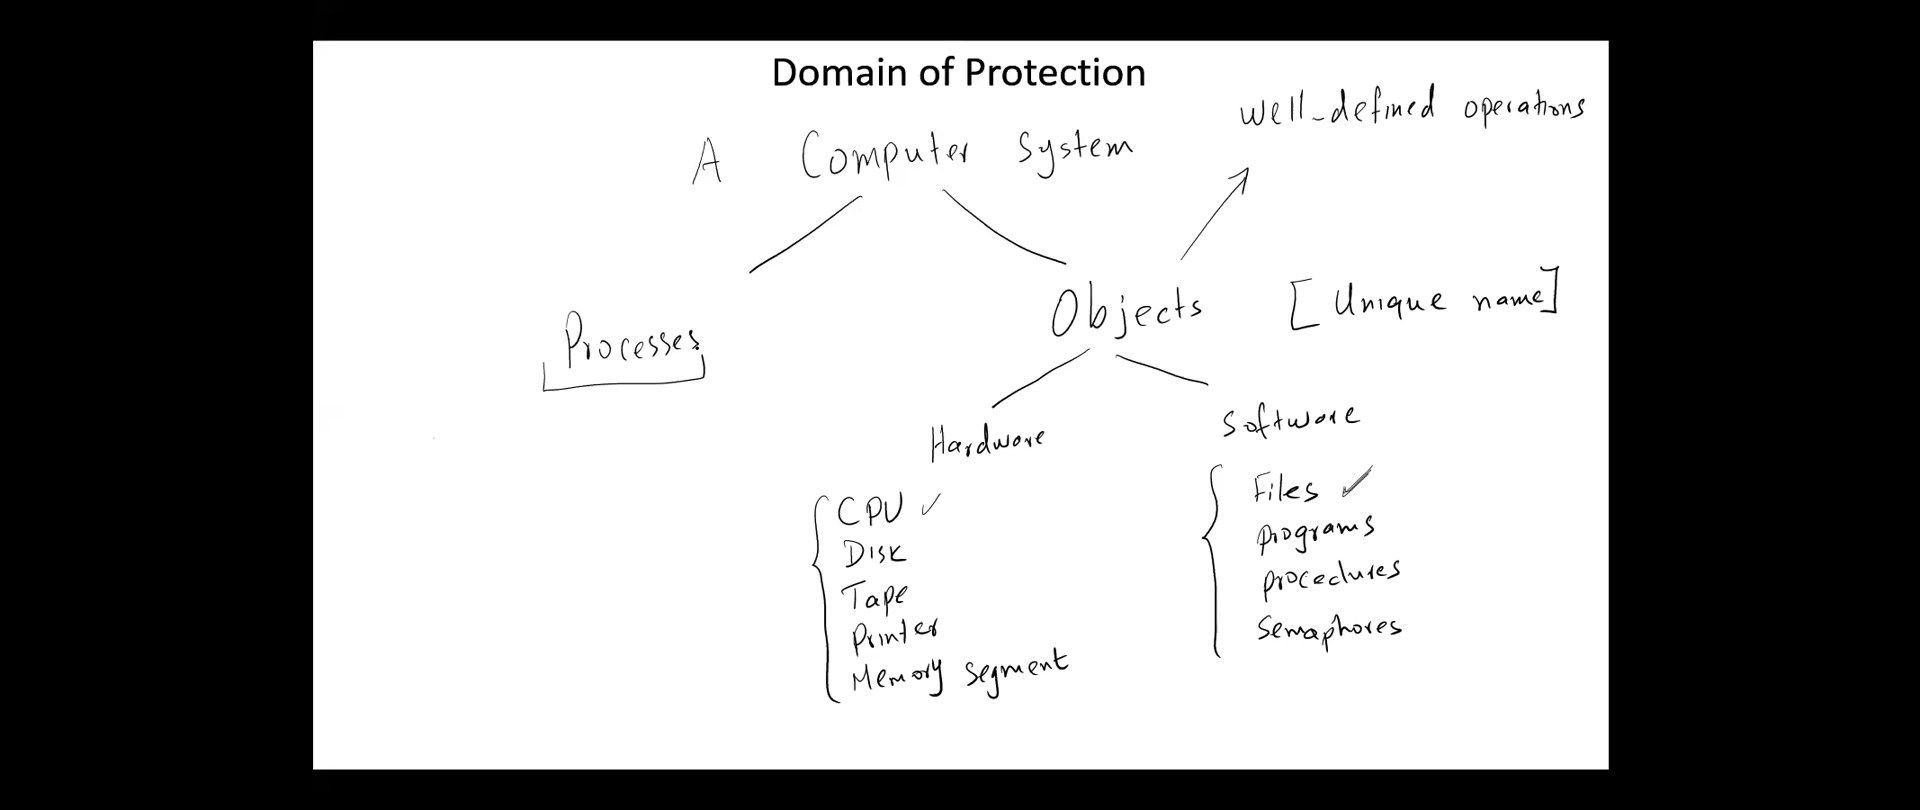 Domain of Protection
well-defined operations
A Computer System
Objects [Unique name]
Processes
Hardware
Software
CPU ✓
Disk
Tape
Printer
Memory segment
Files ✓
programs
procedures
semaphores